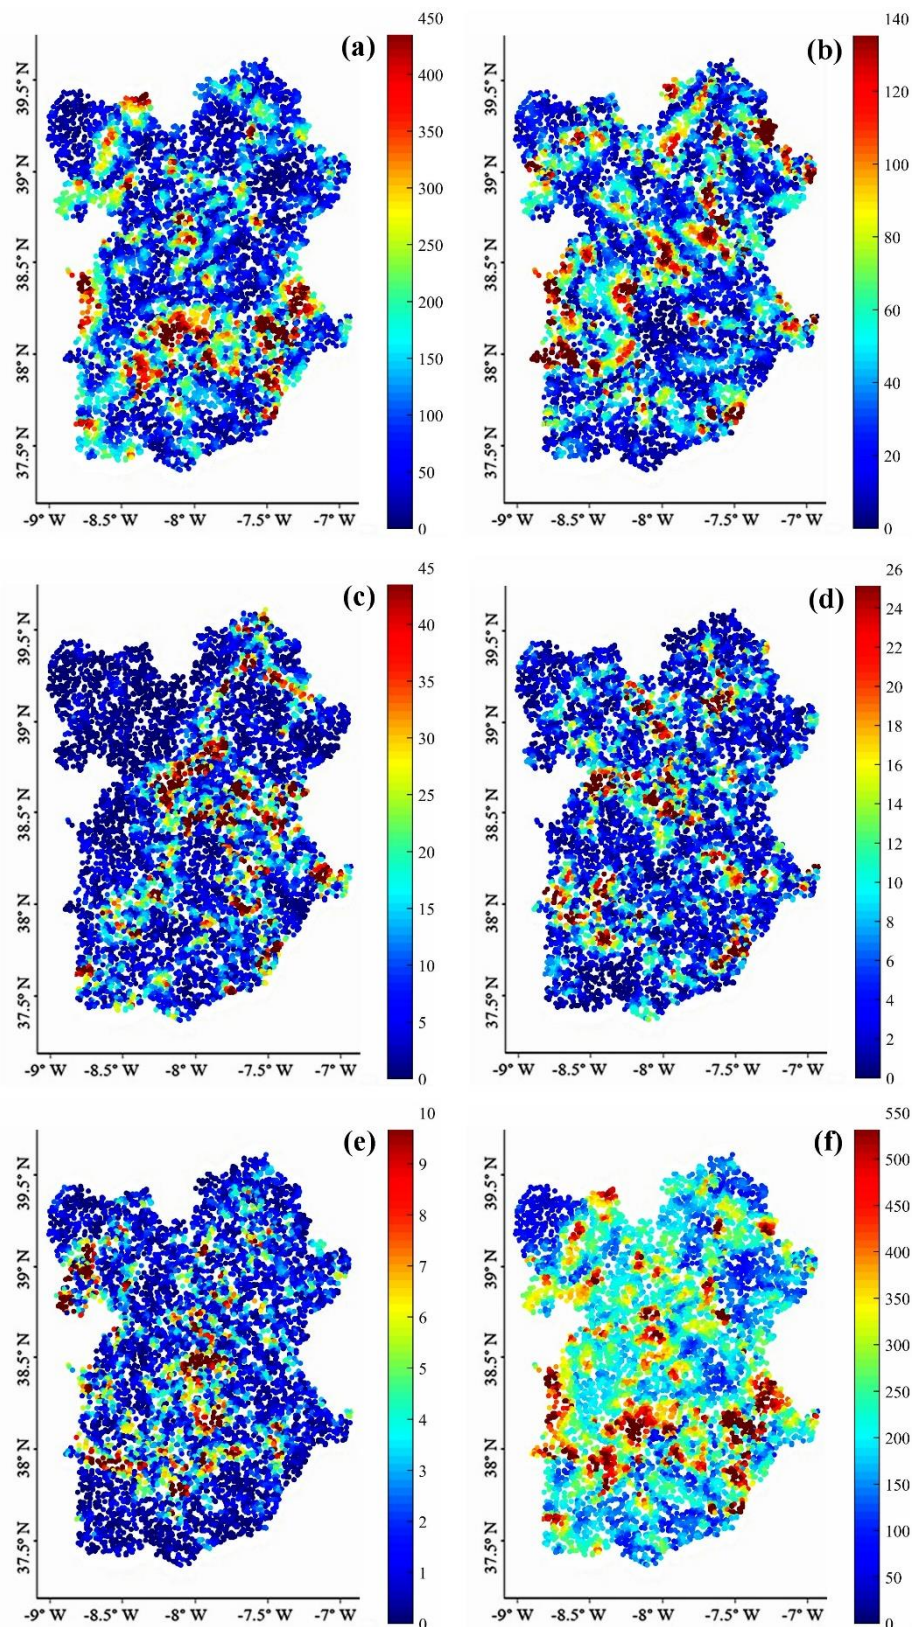 (a)
39.5° N
39° N
38.5° N
38° N
37.5° N
-9° W -8.5° W -8° W -7.5° W -7° W
450
400
350
300
250
200
150
100
50
0
(b)
39.5° N
39° N
38.5° N
38° N
37.5° N
-9° W -8.5° W -8° W -7.5° W -7° W
140
120
100
80
60
40
20
0
(c)
39.5° N
39° N
38.5° N
38° N
37.5° N
-9° W -8.5° W -8° W -7.5° W -7° W
45
40
35
30
25
20
15
10
5
0
(d)
39.5° N
39° N
38.5° N
38° N
37.5° N
-9° W -8.5° W -8° W -7.5° W -7° W
26
24
22
20
18
16
14
12
10
8
6
4
2
0
(e)
39.5° N
39° N
38.5° N
38° N
37.5° N
-9° W -8.5° W -8° W -7.5° W -7° W
10
9
8
7
6
5
4
3
2
1
0
(f)
39.5° N
39° N
38.5° N
38° N
37.5° N
-9° W -8.5° W -8° W -7.5° W -7° W
550
500
450
400
350
300
250
200
150
100
50
0